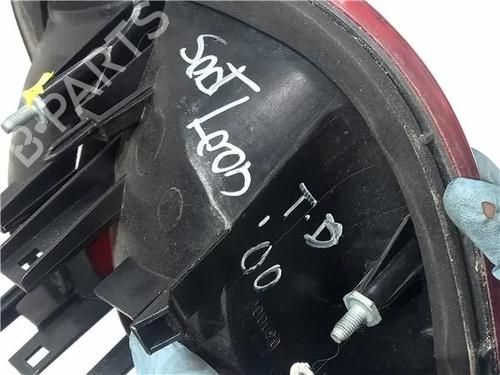 B-PARTS
Seat Leon
T.D
.00